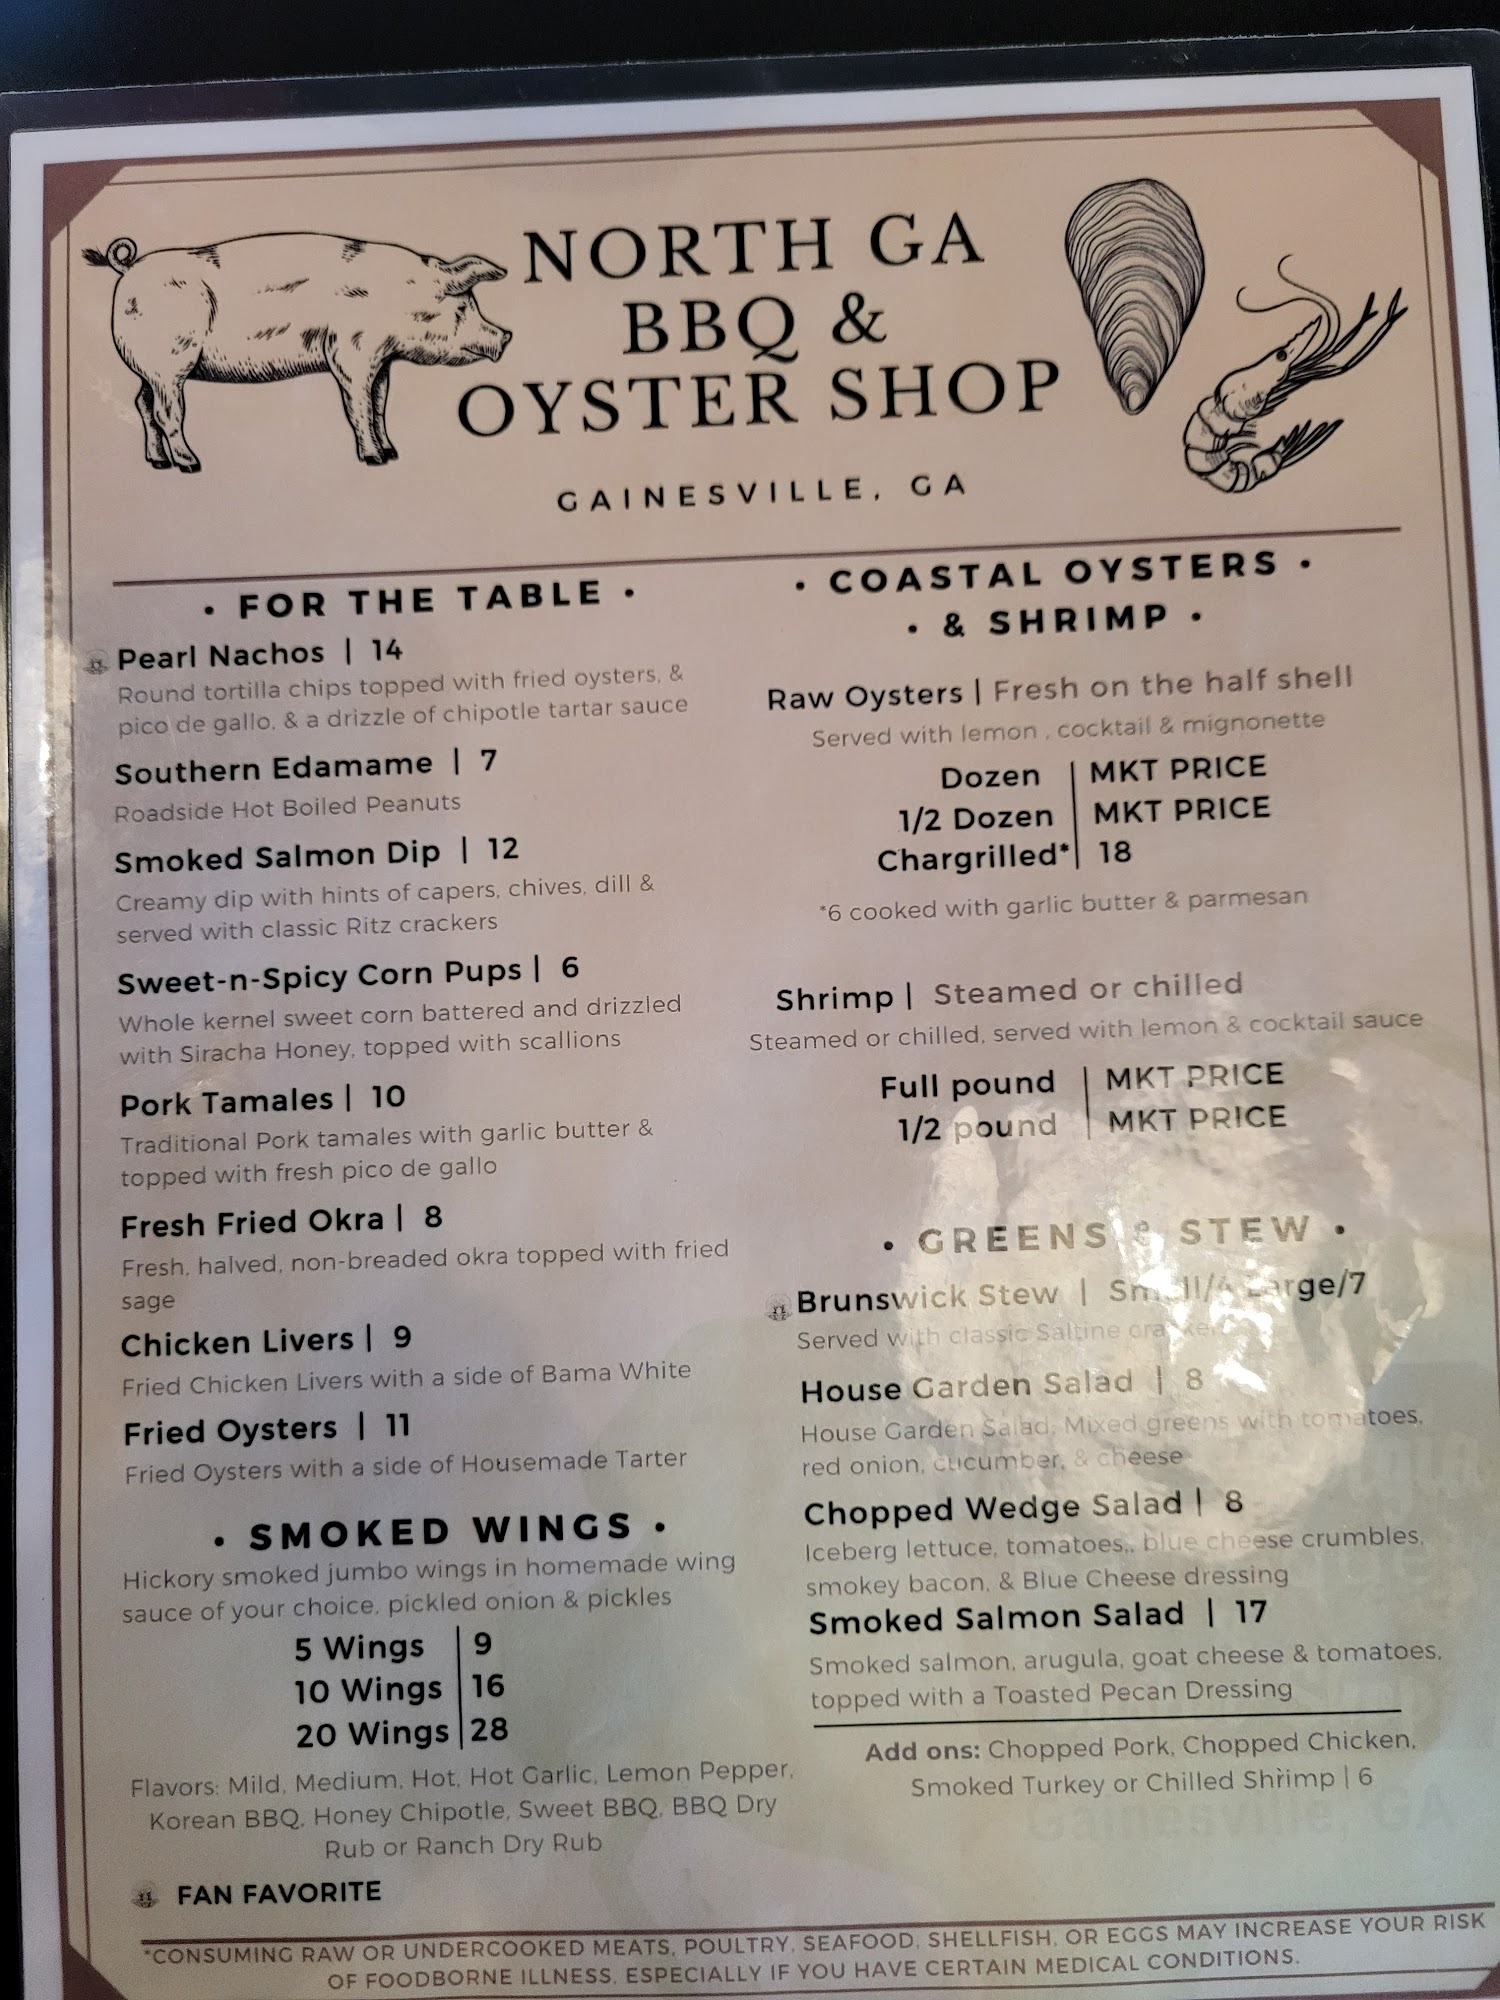 NORTH GA
BBQ &
OYSTER SHOP
GAINESVILLE, GA
• FOR THE TABLE •
Pearl Nachos | 14
Round tortilla chips topped with fried oysters, &
pico de gallo, & a drizzle of chipotle tartar sauce
Southern Edamame | 7
Roadside Hot Boiled Peanuts
Smoked Salmon Dip | 12
Creamy dip with hints of capers, chives, dill &
served with classic Ritz crackers
Sweet-n-Spicy Corn Pups | 6
Whole kernel sweet corn battered and drizzled
with Siracha Honey, topped with scallions
Pork Tamales | 10
Traditional Pork tamales with garlic butter &
topped with fresh pico de gallo
Fresh Fried Okra | 8
Fresh, halved, non-breaded okra topped with fried
sage
Chicken Livers | 9
Fried Chicken Livers with a side of Bama White
Fried Oysters | 11
Fried Oysters with a side of Housemade Tarter
• SMOKED WINGS •
Hickory smoked jumbo wings in homemade wing
sauce of your choice, pickled onion & pickles
5 Wings | 9
10 Wings | 16
20 Wings | 28
Flavors: Mild, Medium, Hot, Hot Garlic, Lemon Pepper,
Korean BBQ, Honey Chipotle, Sweet BBQ, BBQ Dry
Rub or Ranch Dry Rub
FAN FAVORITE
• COASTAL OYSTERS •
• & SHRIMP •
Raw Oysters | Fresh on the half shell
Served with lemon , cocktail & mignonette
Dozen | MKT PRICE
1/2 Dozen | MKT PRICE
Chargrilled* | 18
*6 cooked with garlic butter & parmesan
Shrimp | Steamed or chilled
Steamed or chilled, served with lemon & cocktail sauce
Full pound | MKT PRICE
1/2 pound | MKT PRICE
• GREENS & STEW •
Brunswick Stew | Small/4 Large/7
Served with classic Saltine crackers
House Garden Salad | 8
House Garden Salad, Mixed greens with tomatoes,
red onion, cucumber, & cheese
Chopped Wedge Salad | 8
Iceberg lettuce, tomatoes,, blue cheese crumbles,
smokey bacon, & Blue Cheese dressing
Smoked Salmon Salad | 17
Smoked salmon, arugula, goat cheese & tomatoes,
topped with a Toasted Pecan Dressing
Add ons: Chopped Pork, Chopped Chicken,
Smoked Turkey or Chilled Shrimp | 6
*CONSUMING RAW OR UNDERCOOKED MEATS, POULTRY, SEAFOOD, SHELLFISH, OR EGGS MAY INCREASE YOUR RISK
OF FOODBORNE ILLNESS, ESPECIALLY IF YOU HAVE CERTAIN MEDICAL CONDITIONS.